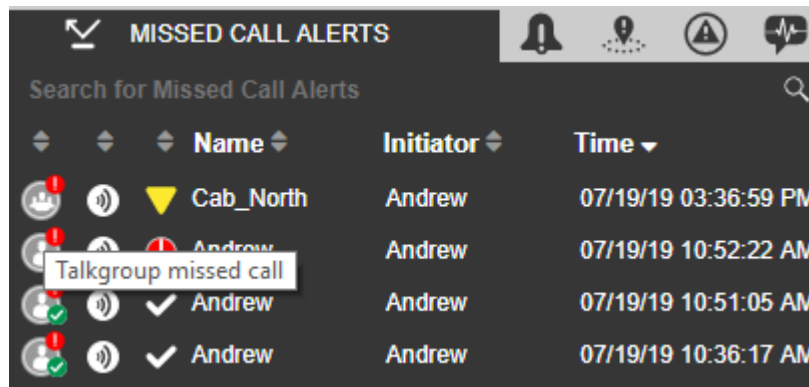 MISSED CALL ALERTS
Search for Missed Call Alerts
Name Initiator Time
Cab_North Andrew 07/19/19 03:36:59 PM
Andrew Andrew 07/19/19 10:52:22 AM
Talkgroup missed call
Andrew Andrew 07/19/19 10:51:05 AM
Andrew Andrew 07/19/19 10:36:17 AM